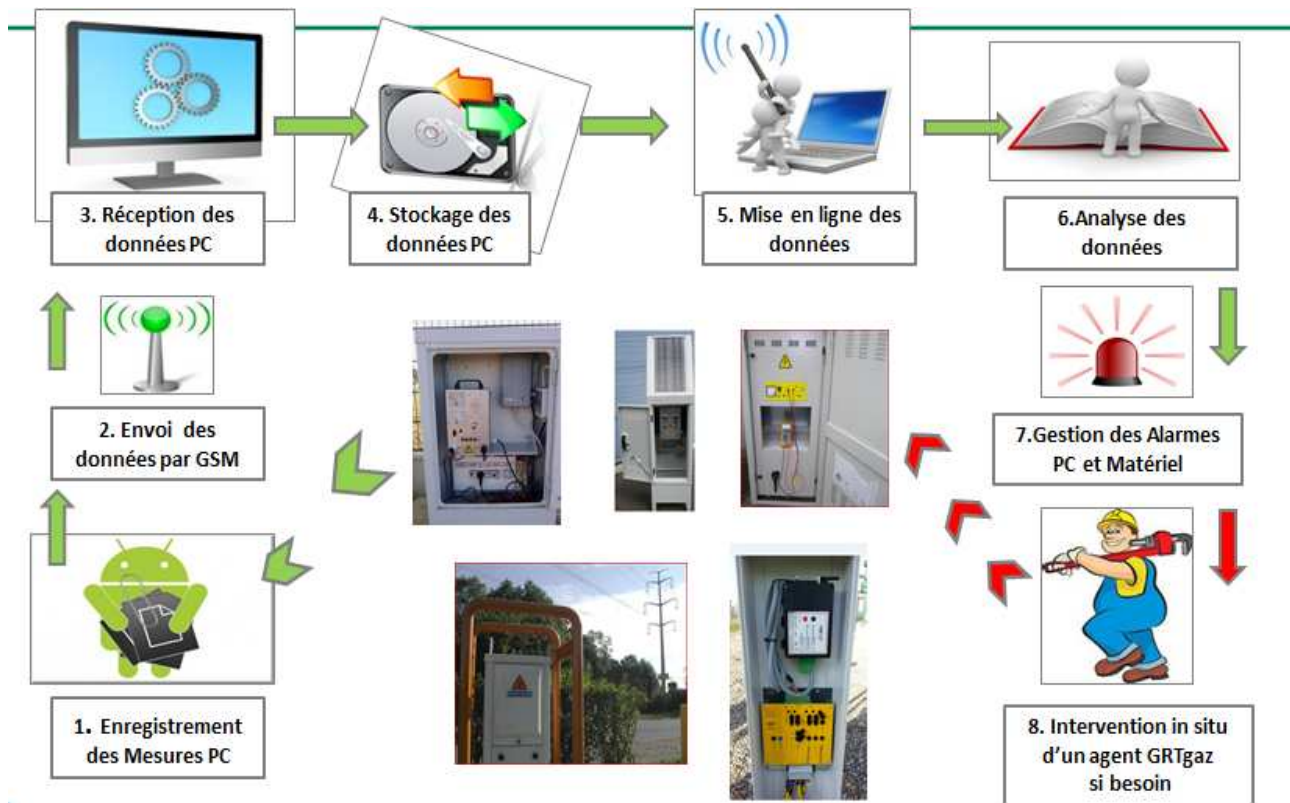 3. Réception des
données PC
4. Stockage des
données PC
5. Mise en ligne des
données
6.Analyse des
données
2. Envoi des
données par GSM
7.Gestion des Alarmes
PC et Matériel
1. Enregistrement
des Mesures PC
8. Intervention in situ
d'un agent GRTgaz
si besoin